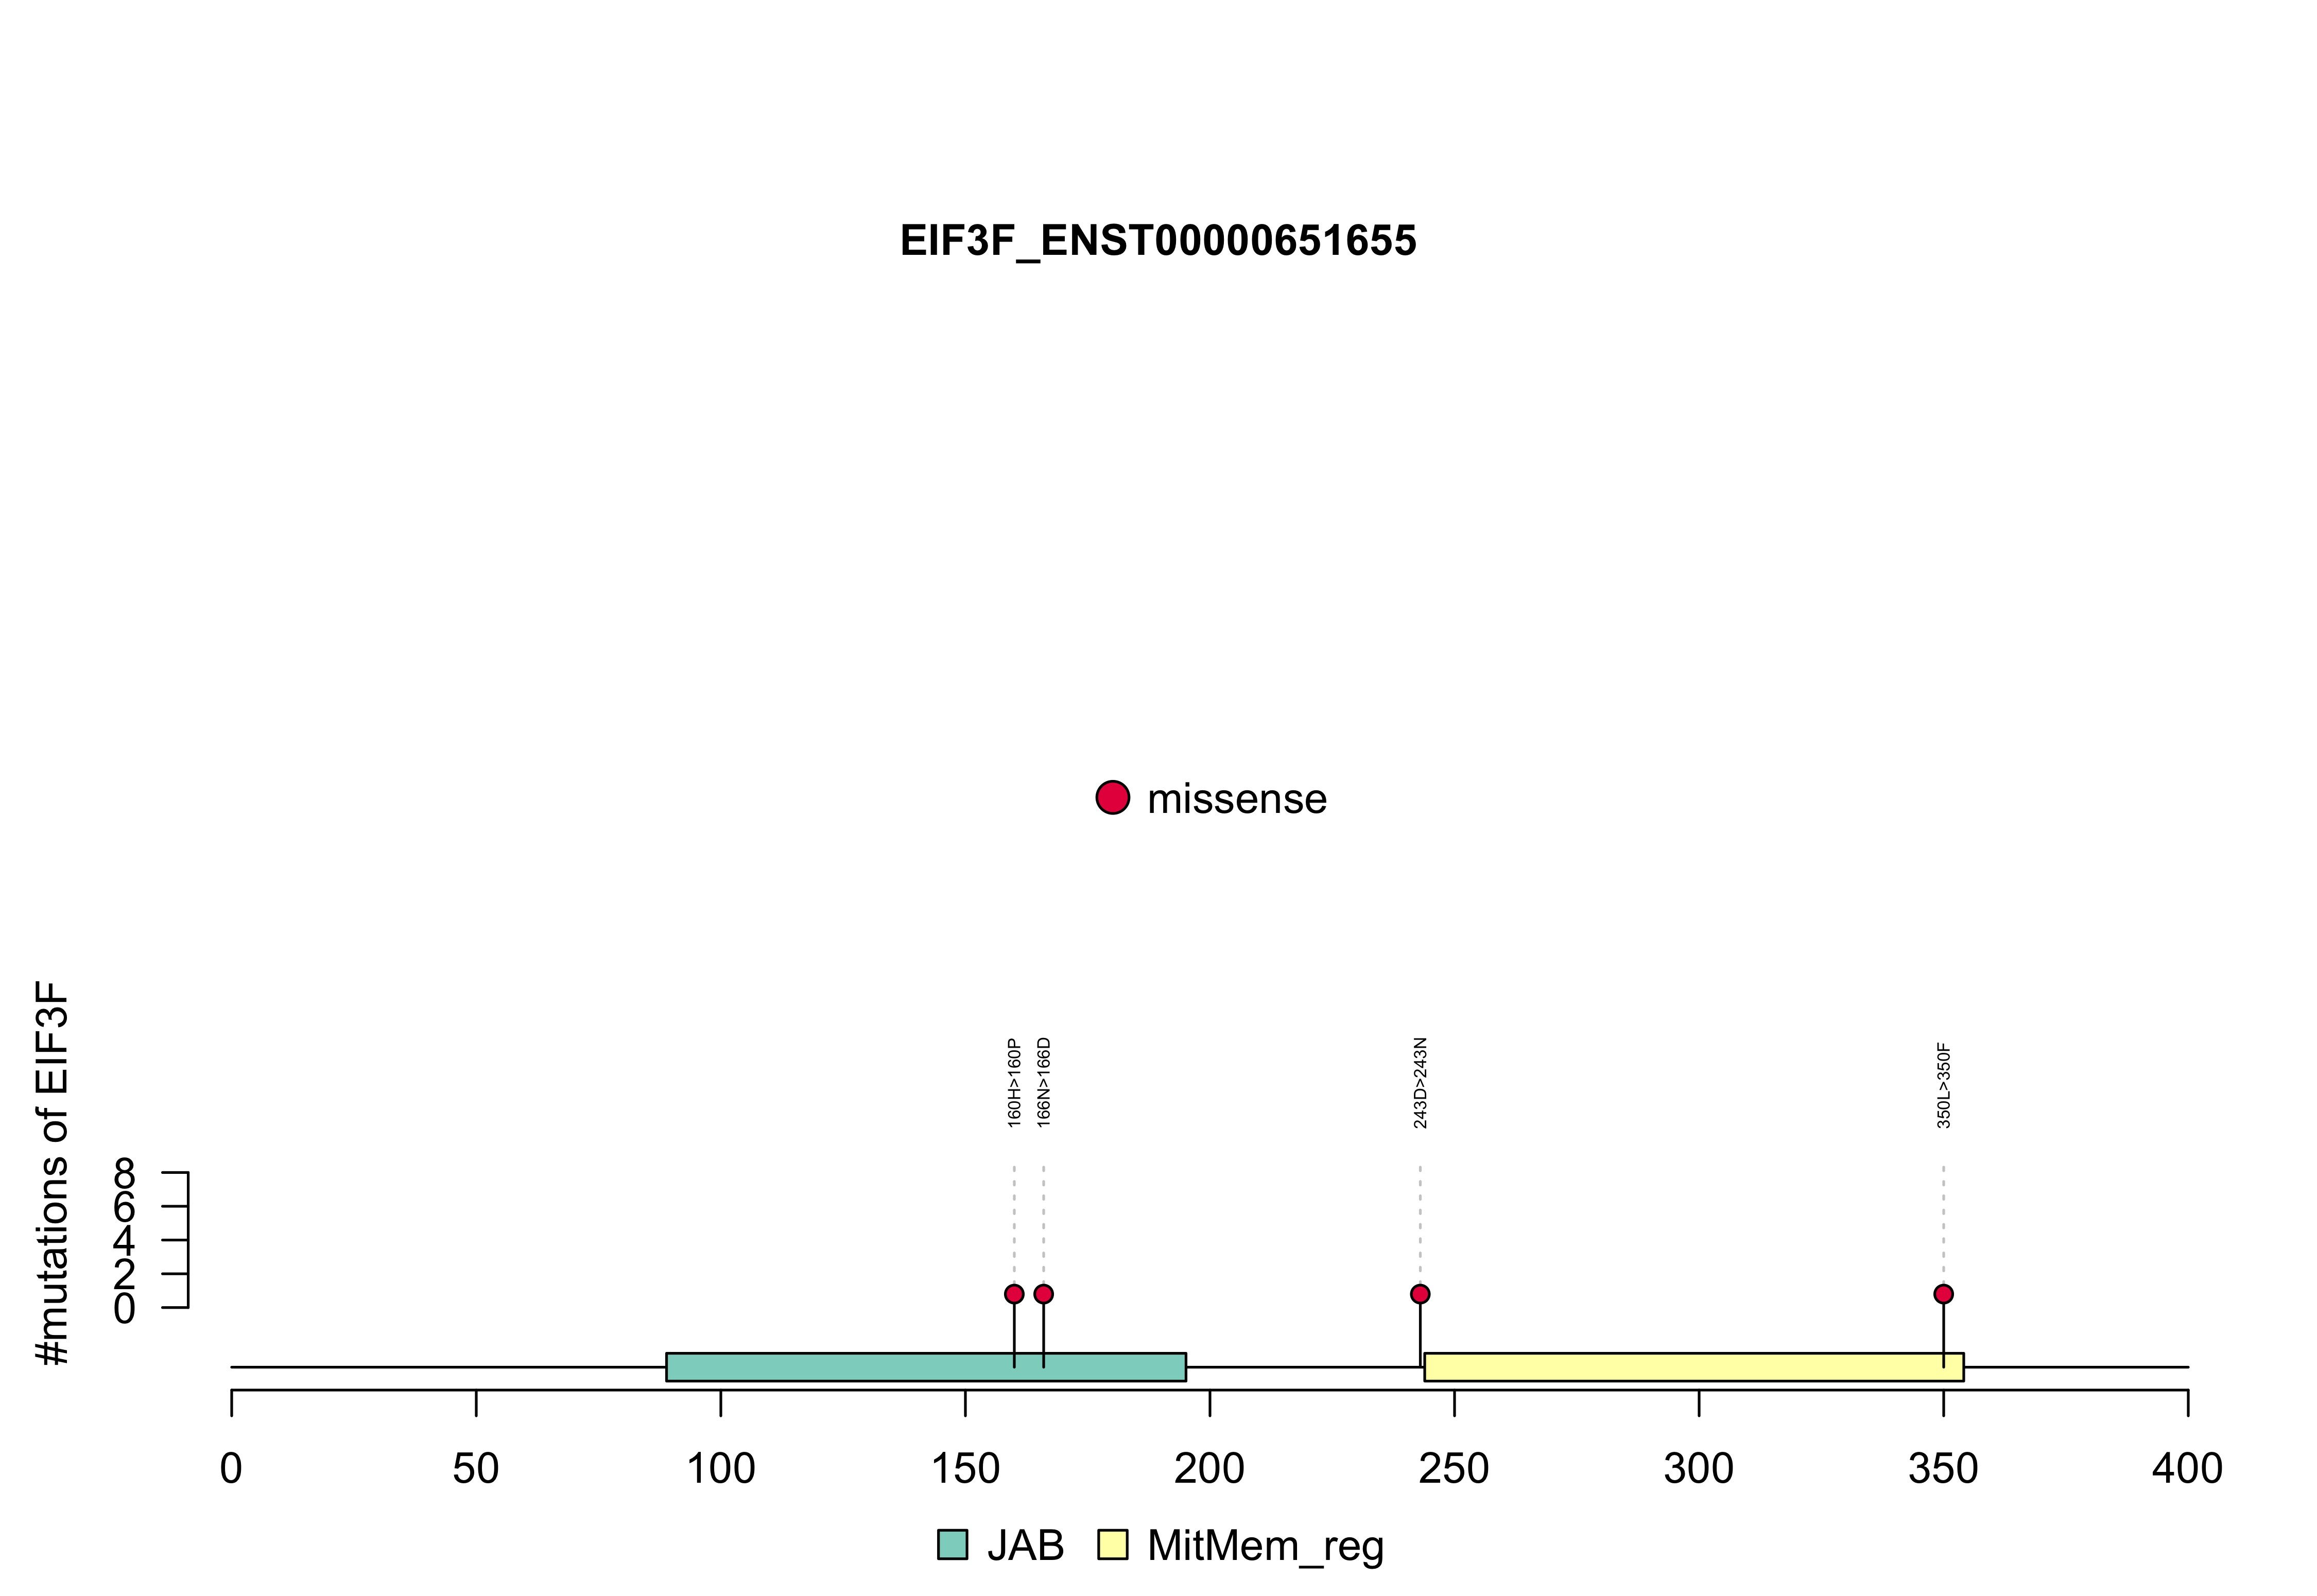 EIF3F_ENST00000651655
missense
#mutations of EIF3F
160H>160P
166N>166D
243D>243N
350L>350F
8
6
4
2
0
0 50 100 150 200 250 300 350 400
JAB MitMem_reg